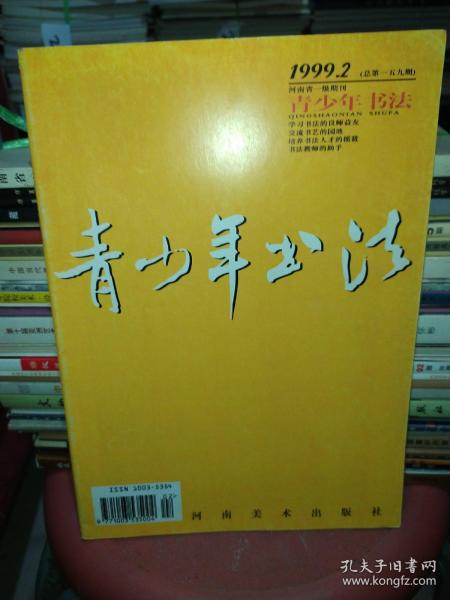 1999.2 (总第一五九期)
河南省一级期刊
青少年书法
QINGSHAONIAN SHUFA
学习书法的良师益友
交流书艺的园地
培养书法人才的摇篮
书法教师的助手
青少年书法
ISSN 1003-5354
02>
河南美术出版社
孔夫子旧书网
www.kongfz.com